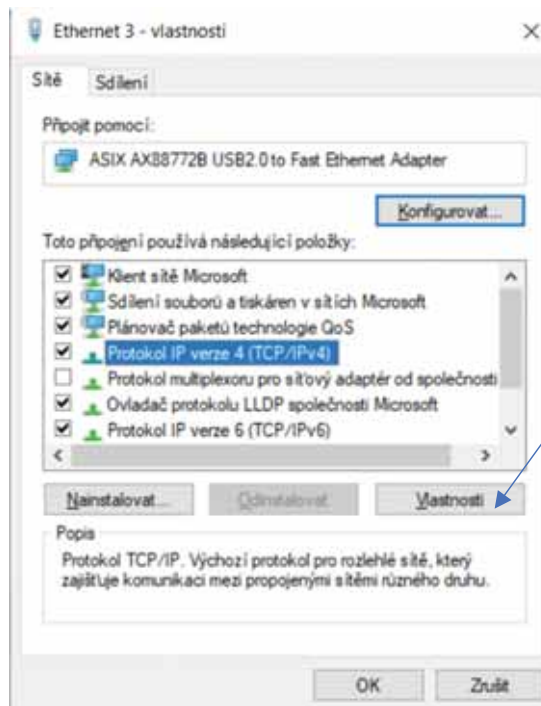 Ethernet 3 - vlastnosti
Sítě Sdílení
Připojit pomocí:
ASIX AX88772B USB2.0 to Fast Ethernet Adapter
Konfigurovat...
Toto připojení používá následující položky:
Klient sítě Microsoft
Sdílení souborů a tiskáren v sítích Microsoft
Plánovač paketů technologie QoS
Protokol IP verze 4 (TCP/IPv4)
Protokol multiplexoru pro síťový adaptér od společnosti
Ovladač protokolu LLDP společnosti Microsoft
Protokol IP verze 6 (TCP/IPv6)
Nainstalovat... Odinstalovat Vlastnosti
Popis
Protokol TCP/IP. Výchozí protokol pro rozlehlé sítě, který
zajišťuje komunikaci mezi propojenými sítěmi různého druhu.
OK Zrušit